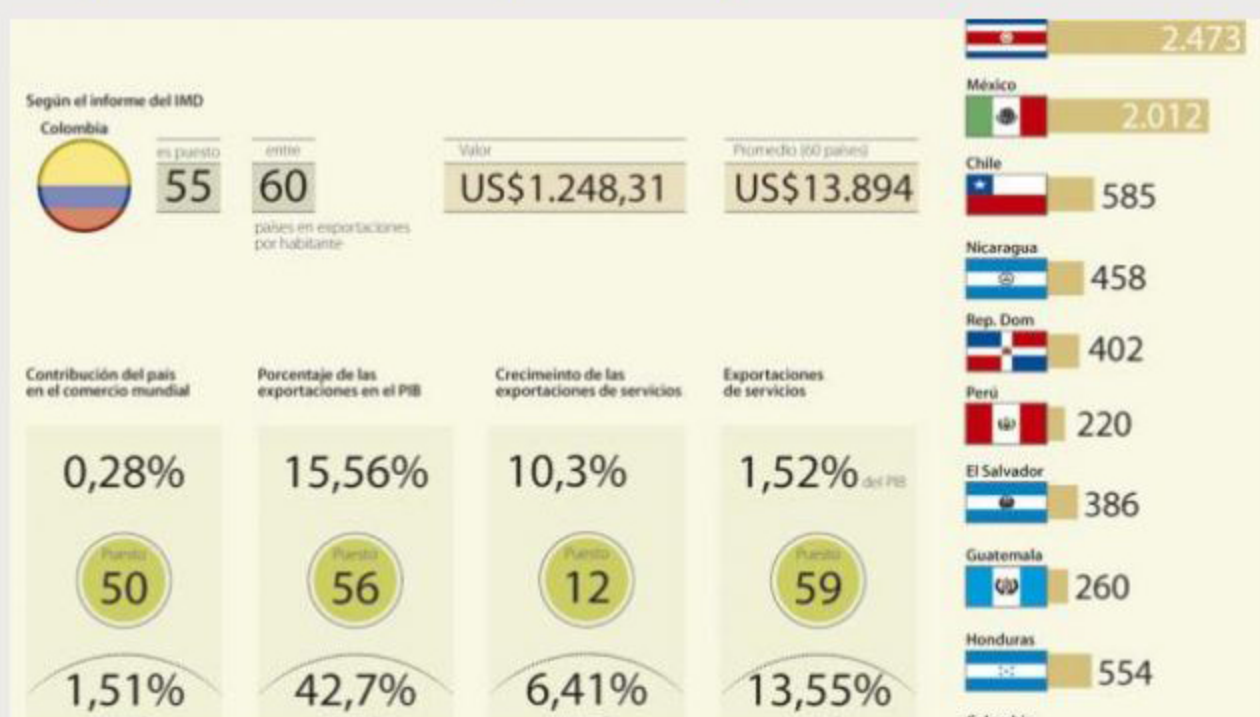 Según el informe del IMD
Colombia
es puesto
55
entre
60
países en exportaciones
por habitante
Valor
US$1.248,31
Promedio (60 países)
US$13.894
Contribución del país
en el comercio mundial
0,28%
Puesto
50
1,51%
Porcentaje de las
exportaciones en el PIB
15,56%
Puesto
56
42,7%
Crecimeinto de las
exportaciones de servicios
10,3%
Puesto
12
6,41%
Exportaciones
de servicios
1,52% del PIB
Puesto
59
13,55%
2.473
México
2.012
Chile
585
Nicaragua
458
Rep. Dom
402
Perú
220
El Salvador
386
Guatemala
260
Honduras
554